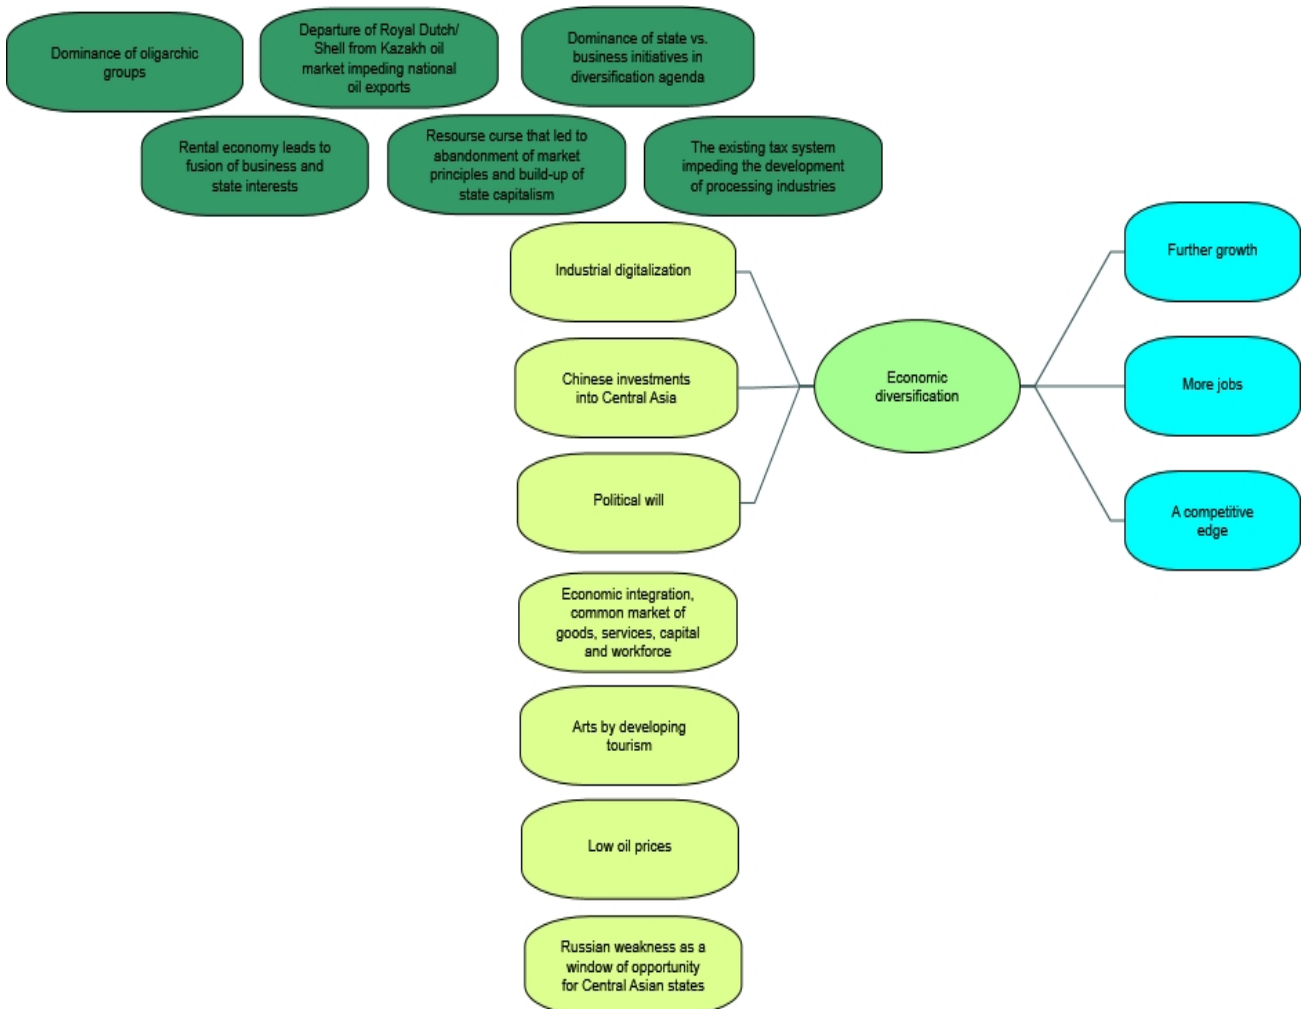 Dominance of oligarchic
groups
Departure of Royal Dutch/
Shell from Kazakh oil
market impeding national
oil exports
Dominance of state vs.
business initiatives in
diversification agenda
Rental economy leads to
fusion of business and
state interests
Resourse curse that led to
abandonment of market
principles and build-up of
state capitalism
The existing tax system
impeding the development
of processing industries
Industrial digitalization
Chinese investments
into Central Asia
Political will
Economic integration,
common market of
goods, services, capital
and workforce
Arts by developing
tourism
Low oil prices
Russian weakness as a
window of opportunity
for Central Asian states
Economic
diversification
Further growth
More jobs
A competitive
edge